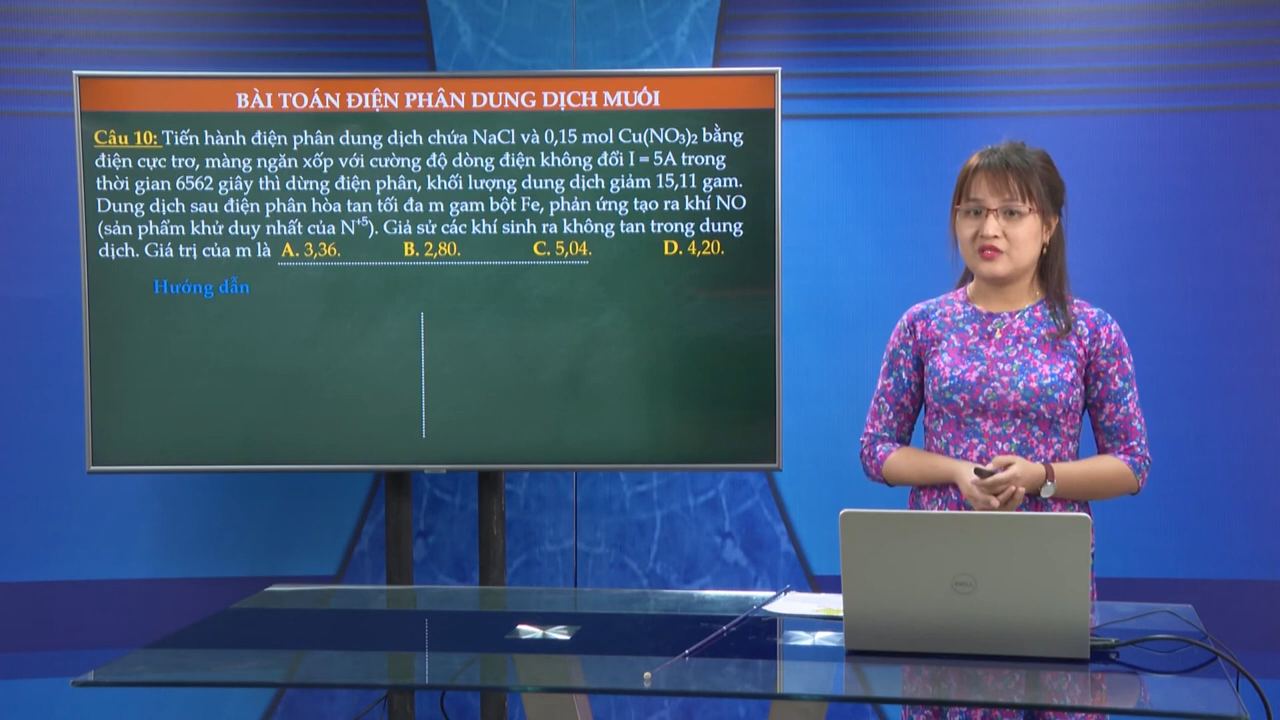 BÀI TOÁN ĐIỆN PHÂN DUNG DỊCH MUỐI
Câu 10: Tiến hành điện phân dung dịch chứa NaCl và 0,15 mol Cu(NO₃)₂ bằng
điện cực trơ, màng ngăn xốp với cường độ dòng điện không đổi I = 5A trong
thời gian 6562 giây thì dừng điện phân, khối lượng dung dịch giảm 15,11 gam.
Dung dịch sau điện phân hòa tan tối đa m gam bột Fe, phản ứng tạo ra khí NO
(sản phẩm khử duy nhất của N⁺⁵). Giả sử các khí sinh ra không tan trong dung
dịch. Giá trị của m là A. 3,36. B. 2,80. C. 5,04. D. 4,20.
Hướng dẫn
DELL